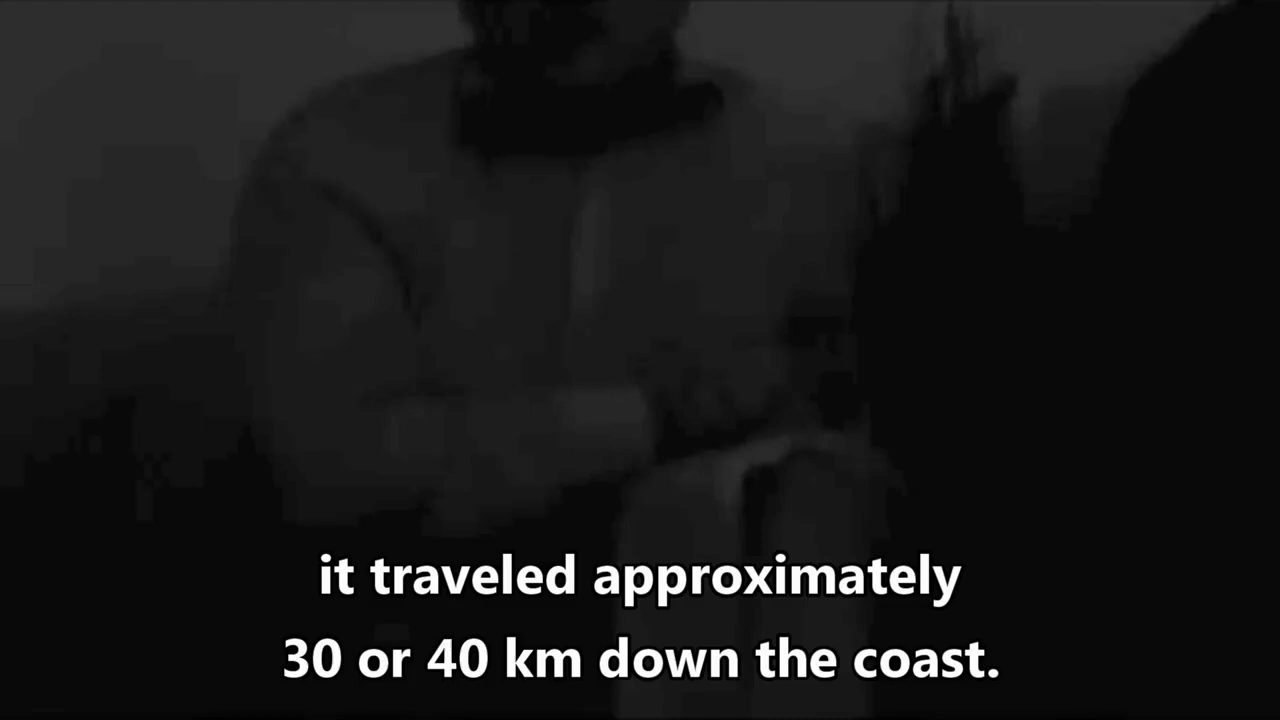 it traveled approximately
30 or 40 km down the coast.